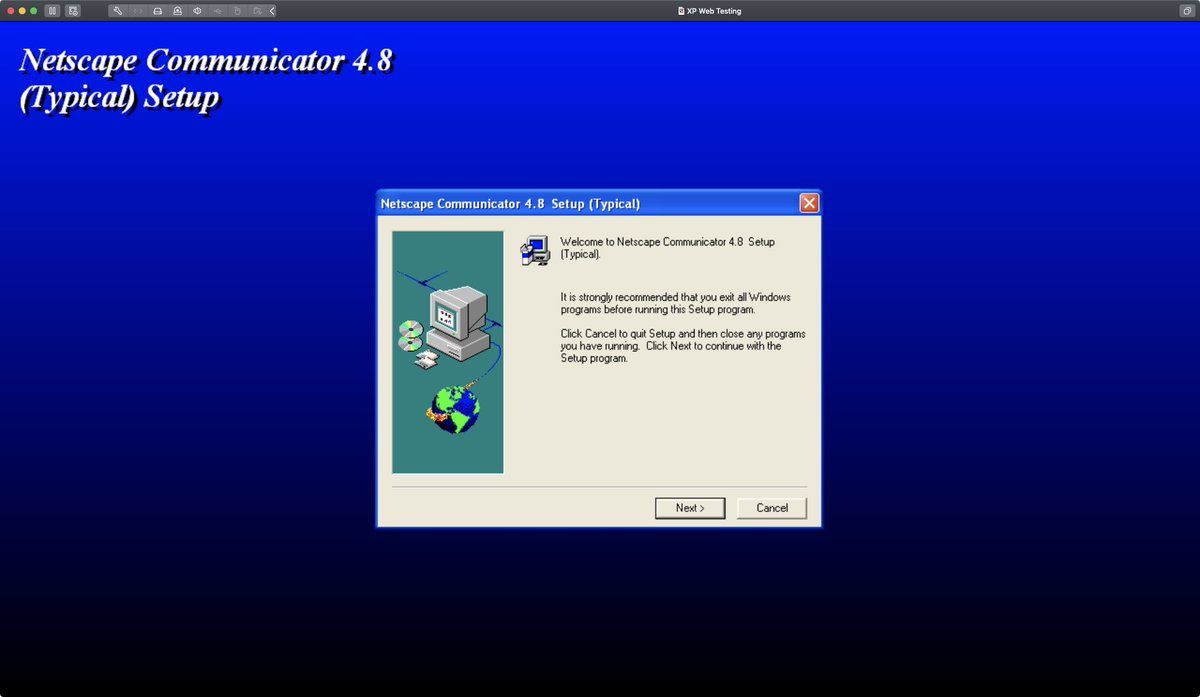 XP Web Testing
Netscape Communicator 4.8
(Typical) Setup
Netscape Communicator 4.8  Setup (Typical)
Welcome to Netscape Communicator 4.8  Setup
(Typical).
It is strongly recommended that you exit all Windows
programs before running this Setup program.
Click Cancel to quit Setup and then close any programs
you have running.  Click Next to continue with the
Setup program.
Next >
Cancel